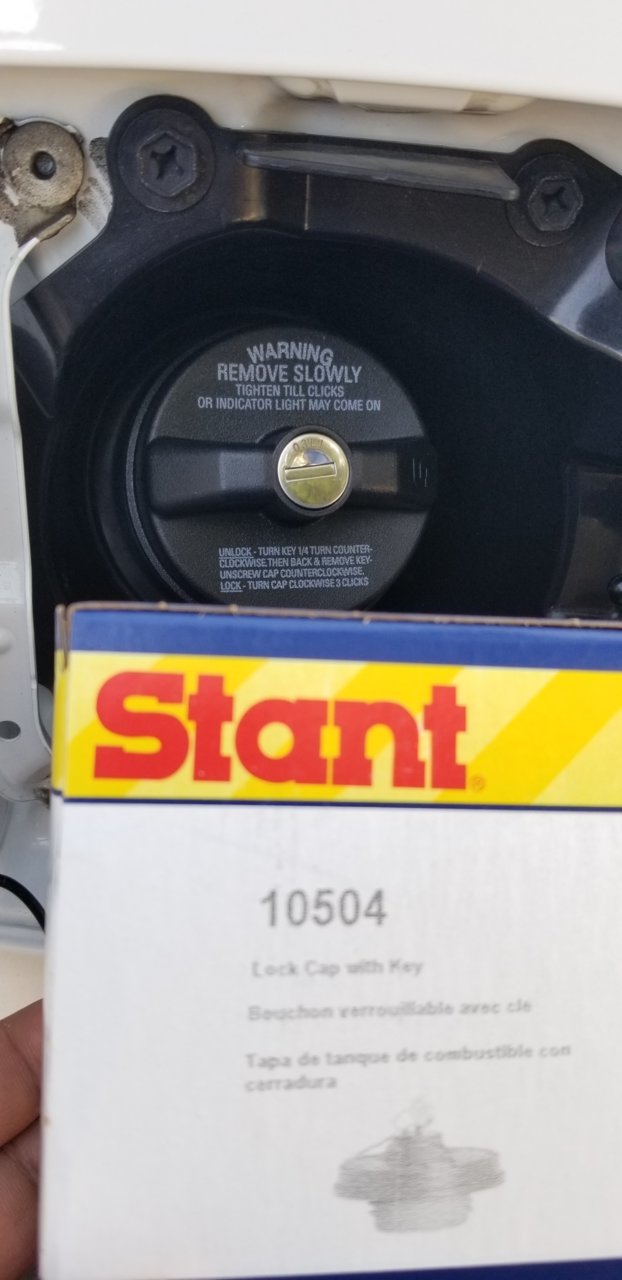 WARNING
REMOVE SLOWLY
TIGHTEN TILL CLICKS
OR INDICATOR LIGHT MAY COME ON
UNLOCK - TURN KEY 1/4 TURN COUNTER-
CLOCKWISE, THEN BACK & REMOVE KEY-
UNSCREW CAP COUNTERCLOCKWISE.
LOCK - TURN CAP CLOCKWISE 3 CLICKS
Stant®
10504
Lock Cap with Key
Bouchon verrouillable avec clé
Tapa de tanque de combustible con
cerradura